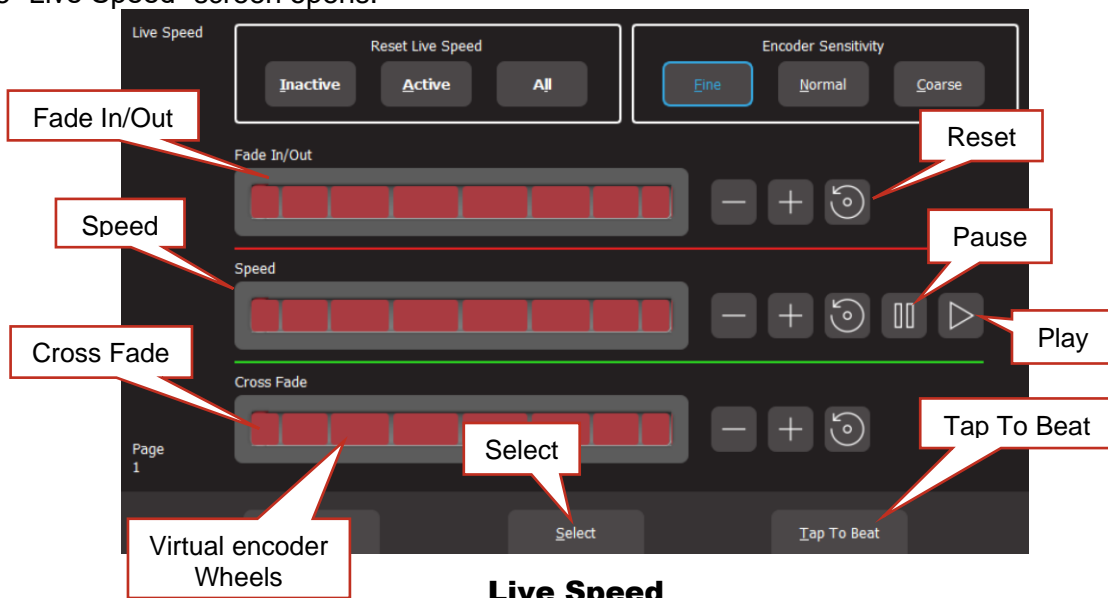 Live Speed" screen opens.
Live Speed
Reset Live Speed
Inactive Active All
Encoder Sensitivity
Fine Normal Coarse
Fade In/Out
Reset
Fade In/Out
Speed
Pause
Speed
Play
Cross Fade
Cross Fade
Tap To Beat
Select
Page
1
Virtual encoder
Wheels
Select
Tap To Beat
Live Speed